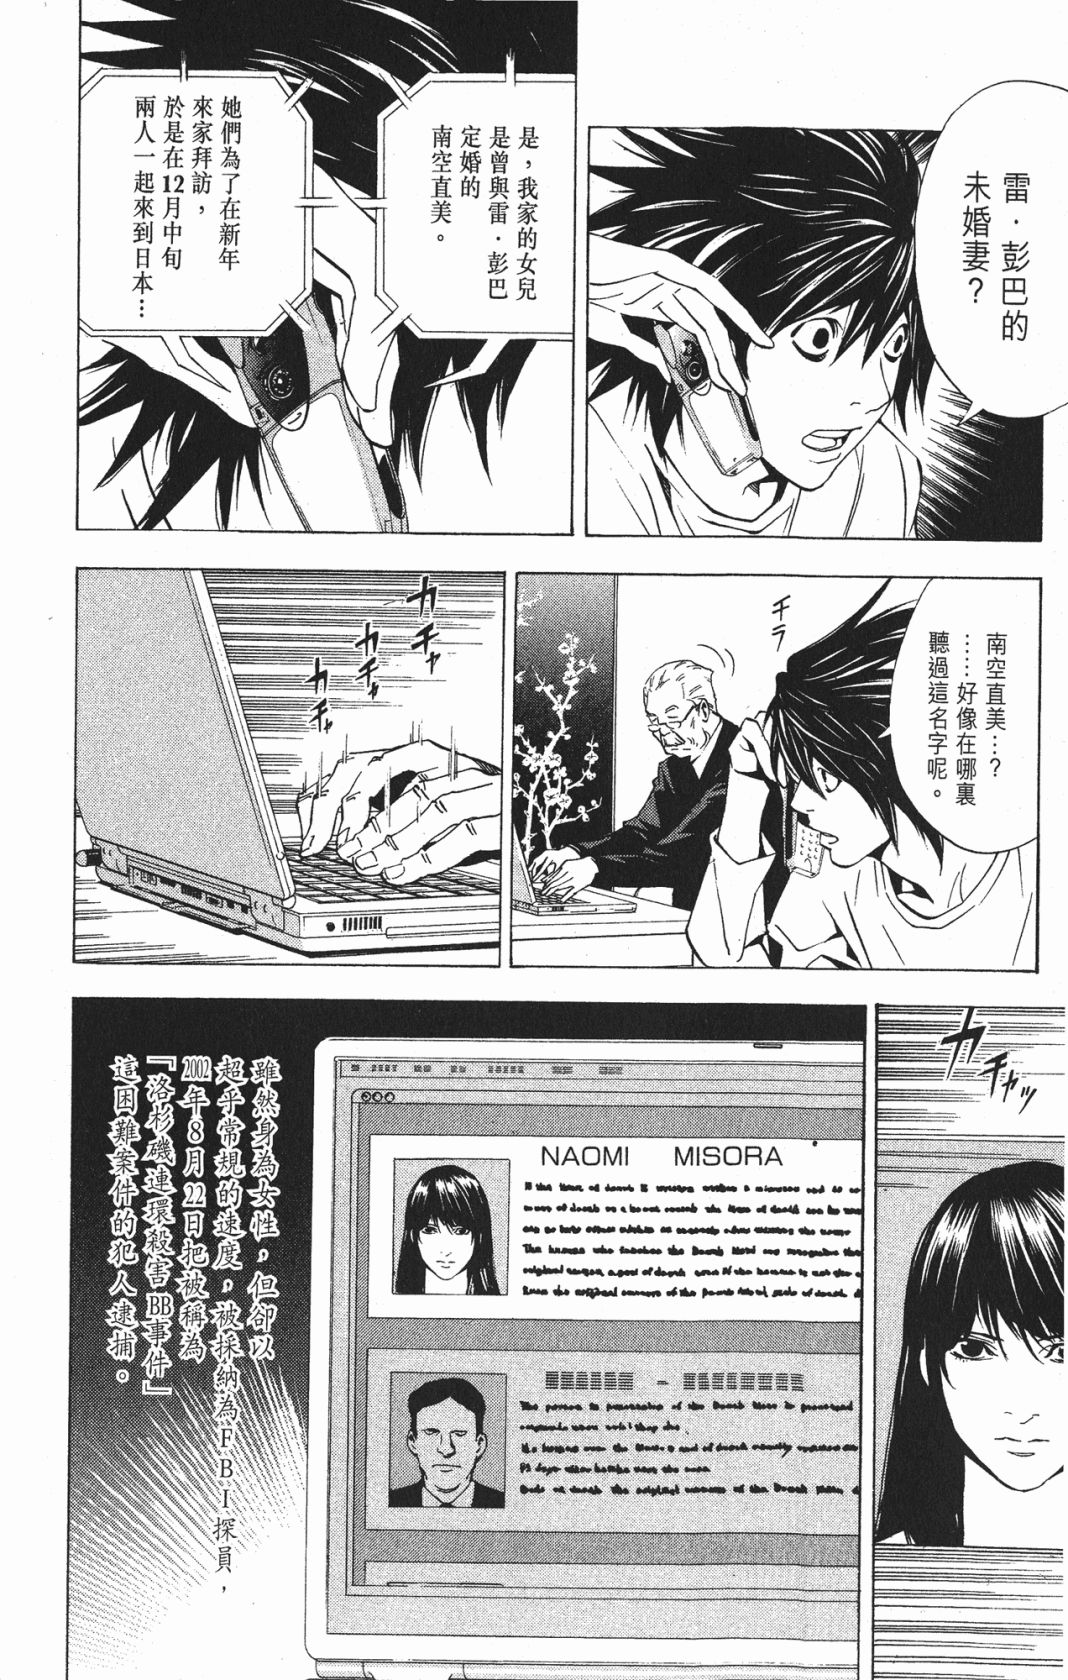 雷．彭巴的
未婚妻？
是，我家的女兒
是曾與雷．彭巴
定婚的
南空直美。
她們為了在新年
來家拜訪，
於是在12月中旬
兩人一起來到日本…
南空直美…？
……好像在哪裏
聽過這名字呢。
チラ
カチャ
カチャ
カチャ
カチャッ
NAOMI MISORA
雖然身為女性，但卻以
超乎常規的速度，被採納為FBI探員，
2002年8月22日把被稱為
『洛杉磯連環殺害BB事件』
這困難案件的犯人逮捕。